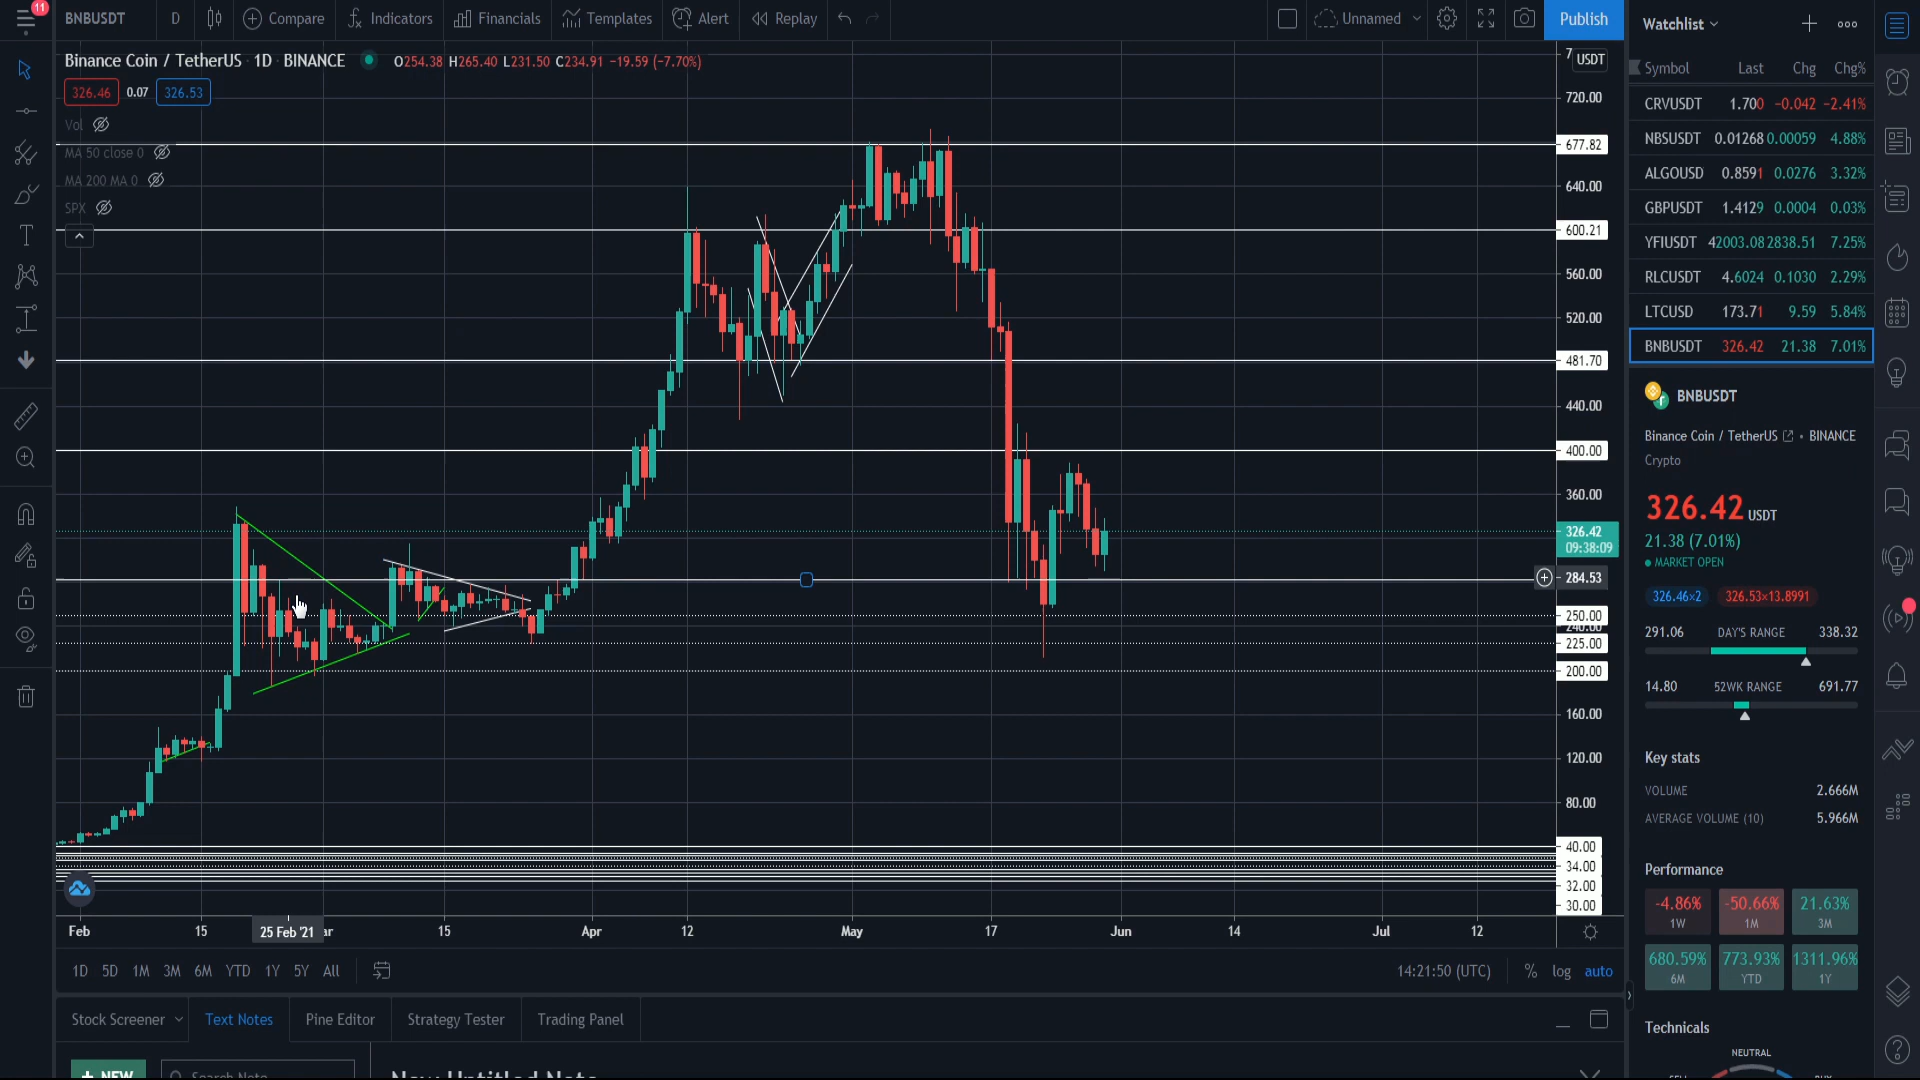 11
BNBUSDT D Compare Indicators Financials Templates Alert Replay Unnamed Publish
Binance Coin / TetherUS · 1D · BINANCE O254.38 H265.40 L231.50 C234.91 −19.59 (−7.70%)
326.46 0.07 326.53
Vol
MA 50 close 0
MA 200 MA 0
SPX
USDT
720.00
677.82
640.00
600.21
560.00
520.00
481.70
440.00
400.00
360.00
326.42
09:38:09
284.53
250.00
240.00
225.00
200.00
160.00
120.00
80.00
40.00
34.00
32.00
30.00
Feb 15 25 Feb '21 ar 15 Apr 12 May 17 Jun 14 Jul 12
1D 5D 1M 3M 6M YTD 1Y 5Y All 14:21:50 (UTC) % log auto
Stock Screener Text Notes Pine Editor Strategy Tester Trading Panel
+ NEW Search Note New Untitled Note
Watchlist
Symbol Last Chg Chg%
CRVUSDT 1.700 −0.042 −2.41%
NBSUSDT 0.01268 0.00059 4.88%
ALGOUSD 0.8591 0.0276 3.32%
GBPUSDT 1.4129 0.0004 0.03%
YFIUSDT 42003.08 2838.51 7.25%
RLCUSDT 4.6024 0.1030 2.29%
LTCUSD 173.71 9.59 5.84%
BNBUSDT 326.42 21.38 7.01%
BNBUSDT
Binance Coin / TetherUS • BINANCE
Crypto
326.42 USDT
21.38 (7.01%)
MARKET OPEN
326.46×2 326.53×13.8991
291.06 DAY'S RANGE 338.32
14.80 52WK RANGE 691.77
Key stats
VOLUME 2.666M
AVERAGE VOLUME (10) 5.966M
Performance
-4.86% -50.66% 21.63%
1W 1M 3M
680.59% 773.93% 1311.96%
6M YTD 1Y
Technicals
NEUTRAL